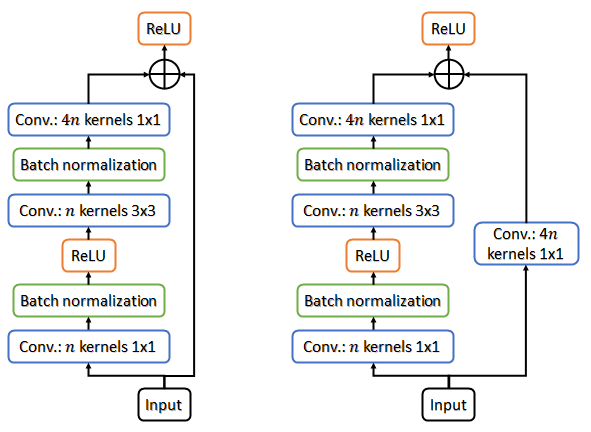 ReLU
Conv.: 4n kernels 1x1
Batch normalization
Conv.: n kernels 3x3
ReLU
Batch normalization
Conv.: n kernels 1x1
Input
ReLU
Conv.: 4n kernels 1x1
Batch normalization
Conv.: n kernels 3x3
ReLU
Batch normalization
Conv.: n kernels 1x1
Conv.: 4n
kernels 1x1
Input